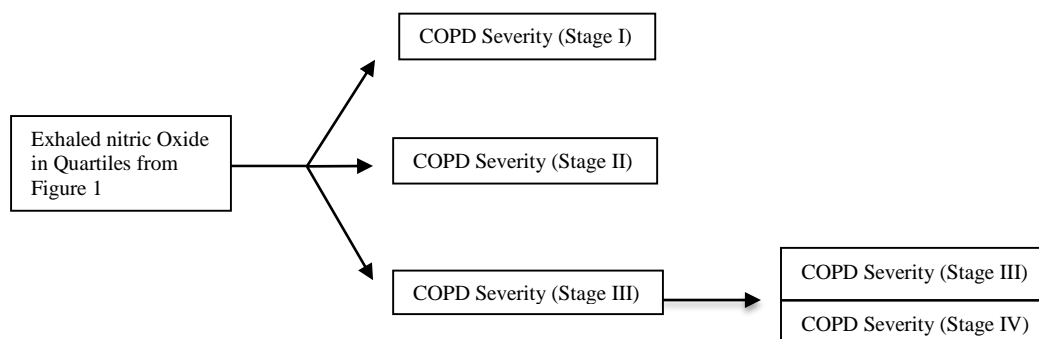 COPD Severity (Stage I)
Exhaled nitric Oxide
in Quartiles from
Figure 1
COPD Severity (Stage II)
COPD Severity (Stage III)
COPD Severity (Stage III)
COPD Severity (Stage IV)